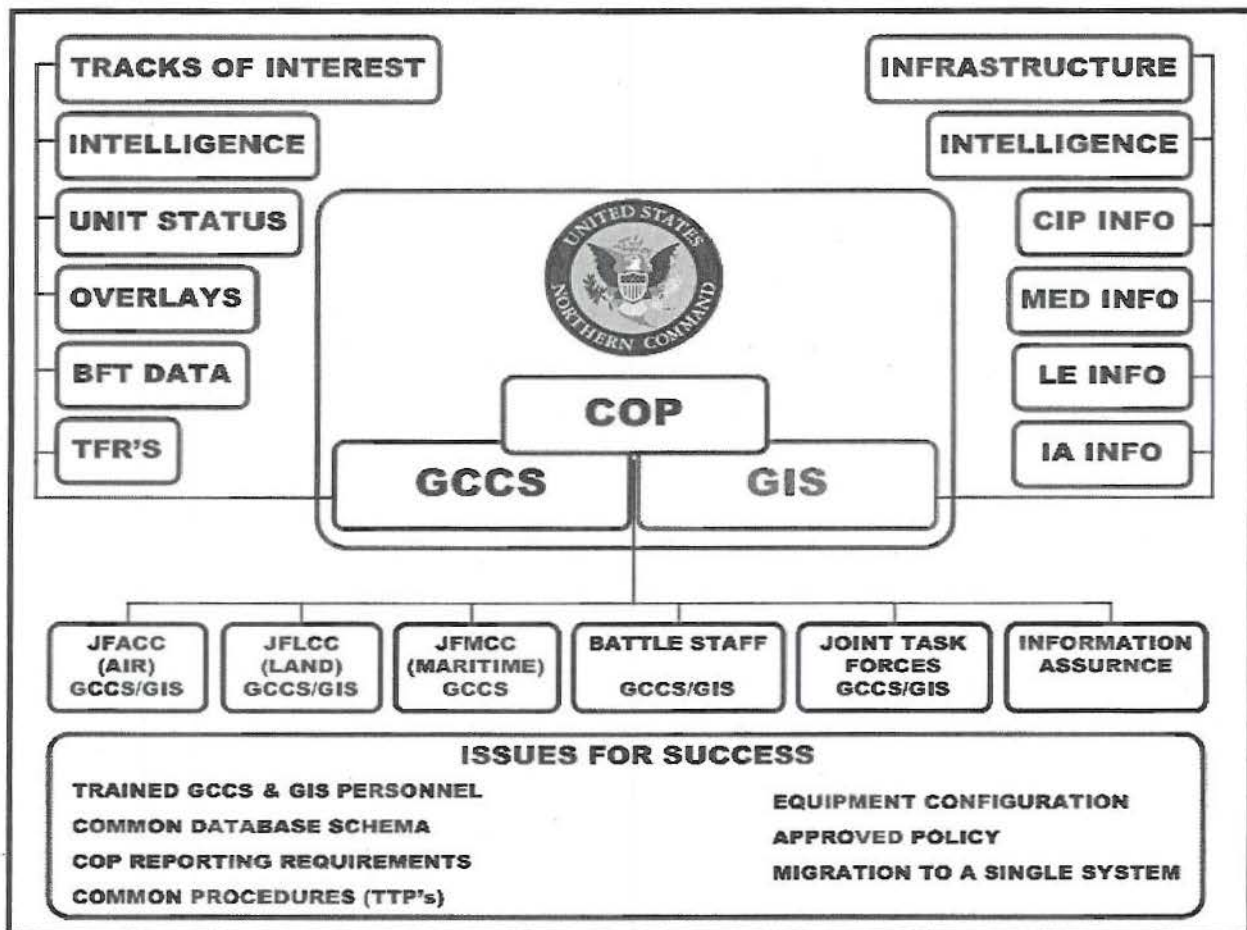 TRACKS OF INTEREST
INTELLIGENCE
UNIT STATUS
OVERLAYS
BFT DATA
TFR'S
INFRASTRUCTURE
INTELLIGENCE
CIP INFO
MED INFO
LE INFO
IA INFO
UNITED STATES
NORTHERN COMMAND
COP
GCCS
GIS
JFACC
(AIR)
GCCS/GIS
JFLCC
(LAND)
GCCS/GIS
JFMCC
(MARITIME)
GCCS
BATTLE STAFF
GCCS/GIS
JOINT TASK
FORCES
GCCS/GIS
INFORMATION
ASSURNCE
ISSUES FOR SUCCESS
TRAINED GCCS & GIS PERSONNEL
COMMON DATABASE SCHEMA
COP REPORTING REQUIREMENTS
COMMON PROCEDURES (TTP's)
EQUIPMENT CONFIGURATION
APPROVED POLICY
MIGRATION TO A SINGLE SYSTEM